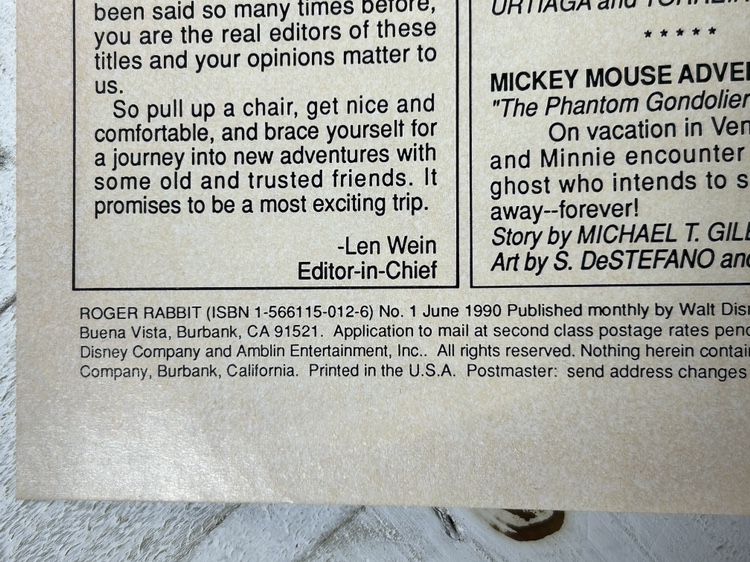 been said so many times before,
you are the real editors of these
titles and your opinions matter to
us.
So pull up a chair, get nice and
comfortable, and brace yourself for
a journey into new adventures with
some old and trusted friends. It
promises to be a most exciting trip.
-Len Wein
Editor-in-Chief
URTIAGA and
*****
MICKEY MOUSE
"The Phantom Gondolier
On vacation in
and Minnie encounter
ghost who intends to
away--forever!
Story by MICHAEL T.
Art by S. DeSTEFANO and
ROGER RABBIT (ISBN 1-566115-012-6) No. 1 June 1990 Published monthly by Walt
Buena Vista, Burbank, CA 91521. Application to mail at second class postage rates
Disney Company and Amblin Entertainment, Inc.. All rights reserved. Nothing herein
Company, Burbank, California. Printed in the U.S.A. Postmaster: send address changes